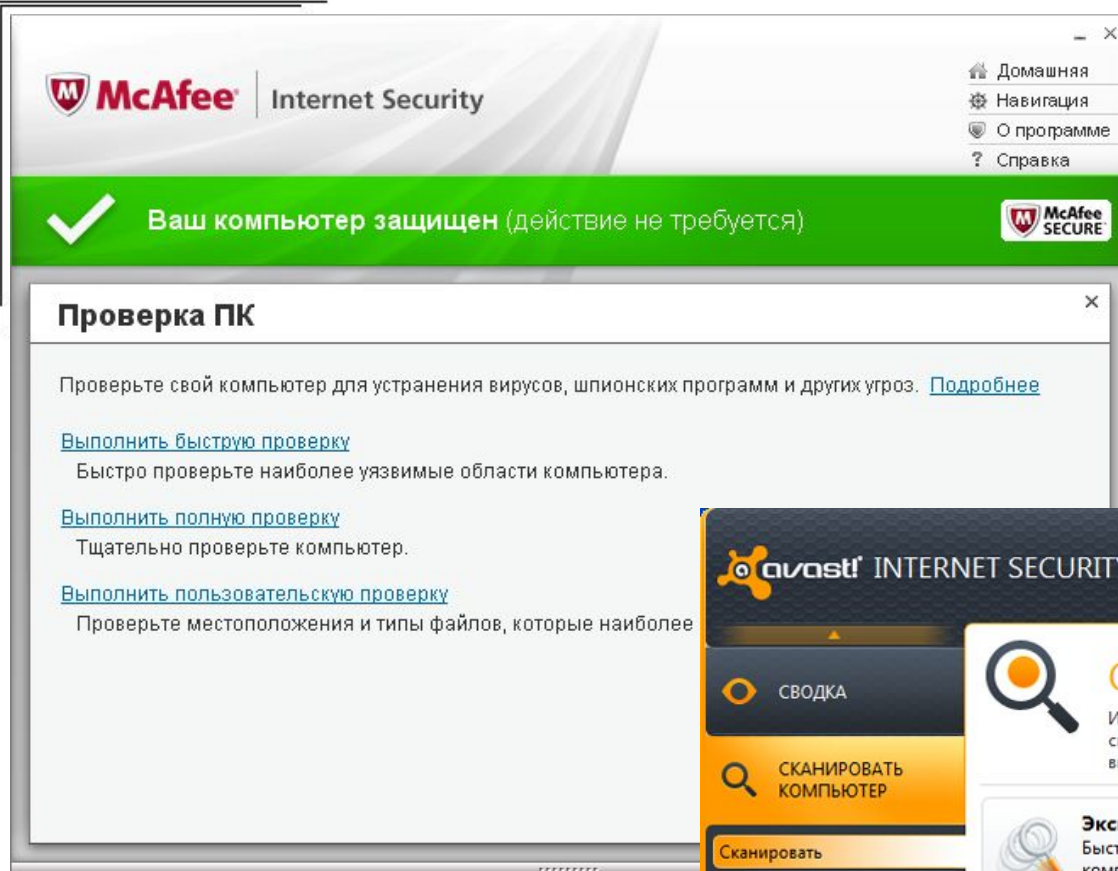 McAfee Internet Security
Домашняя
Навигация
О программе
Справка
Ваш компьютер защищен (действие не требуется)
McAfee SECURE
Проверка ПК
Проверьте свой компьютер для устранения вирусов, шпионских программ и других угроз. Подробнее
Выполнить быструю проверку
Быстро проверьте наиболее уязвимые области компьютера.
Выполнить полную проверку
Тщательно проверьте компьютер.
Выполнить пользовательскую проверку
Проверьте местоположения и типы файлов, которые наиболее
avast! INTERNET SECURITY
СВОДКА
СКАНИРОВАТЬ
КОМПЬЮТЕР
Сканировать